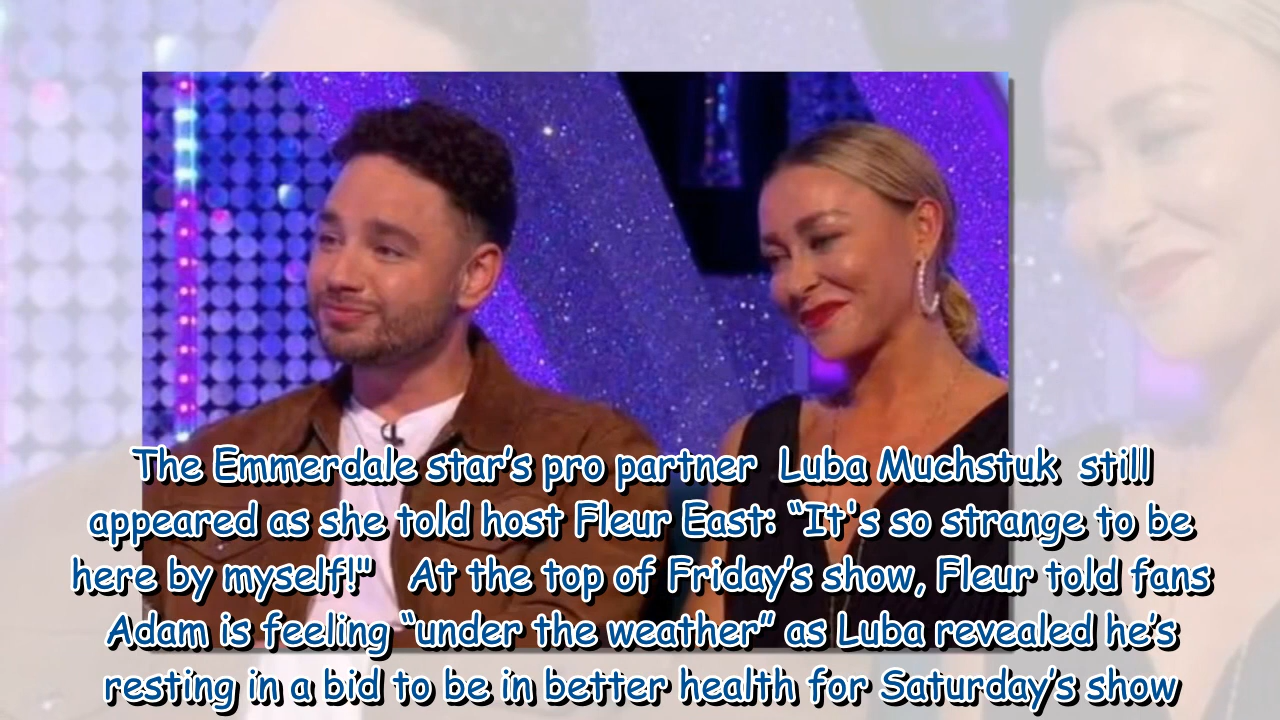 The Emmerdale star’s pro partner  Luba Muchstuk  still
appeared as she told host Fleur East: “It's so strange to be
here by myself!"   At the top of Friday’s show, Fleur told fans
Adam is feeling “under the weather” as Luba revealed he’s
resting in a bid to be in better health for Saturday’s show